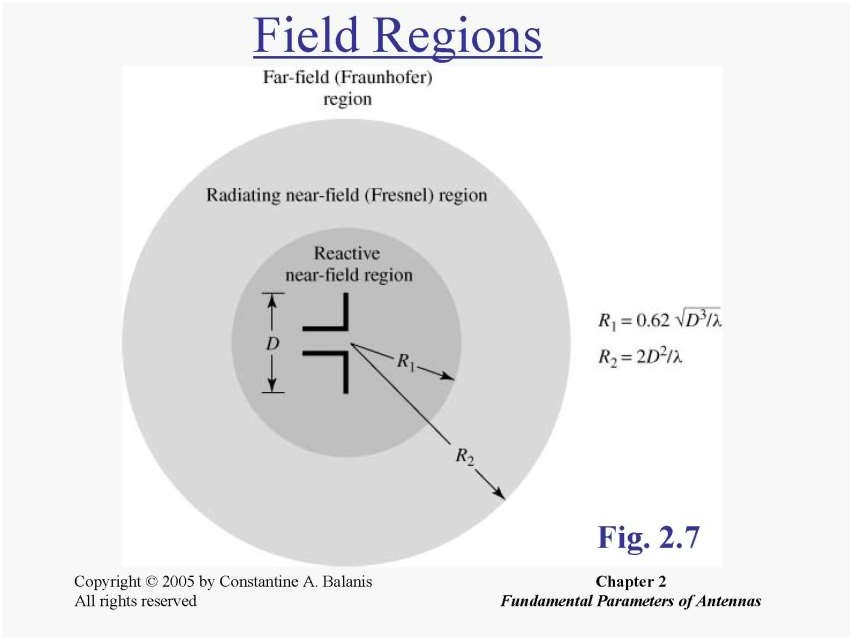 Field Regions
Far-field (Fraunhofer)
region
Radiating near-field (Fresnel) region
Reactive
near-field region
D
R₁
R₂
R₁ = 0.62 √D³/λ
R₂ = 2D²/λ
Fig. 2.7
Copyright © 2005 by Constantine A. Balanis
All rights reserved
Chapter 2
Fundamental Parameters of Antennas